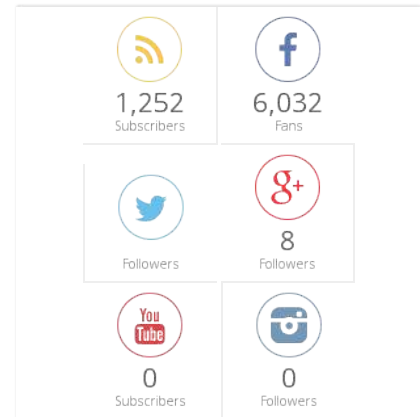 1,252
Subscribers
6,032
Fans
Followers
g+
8
Followers
You
Tube
0
Subscribers
0
Followers